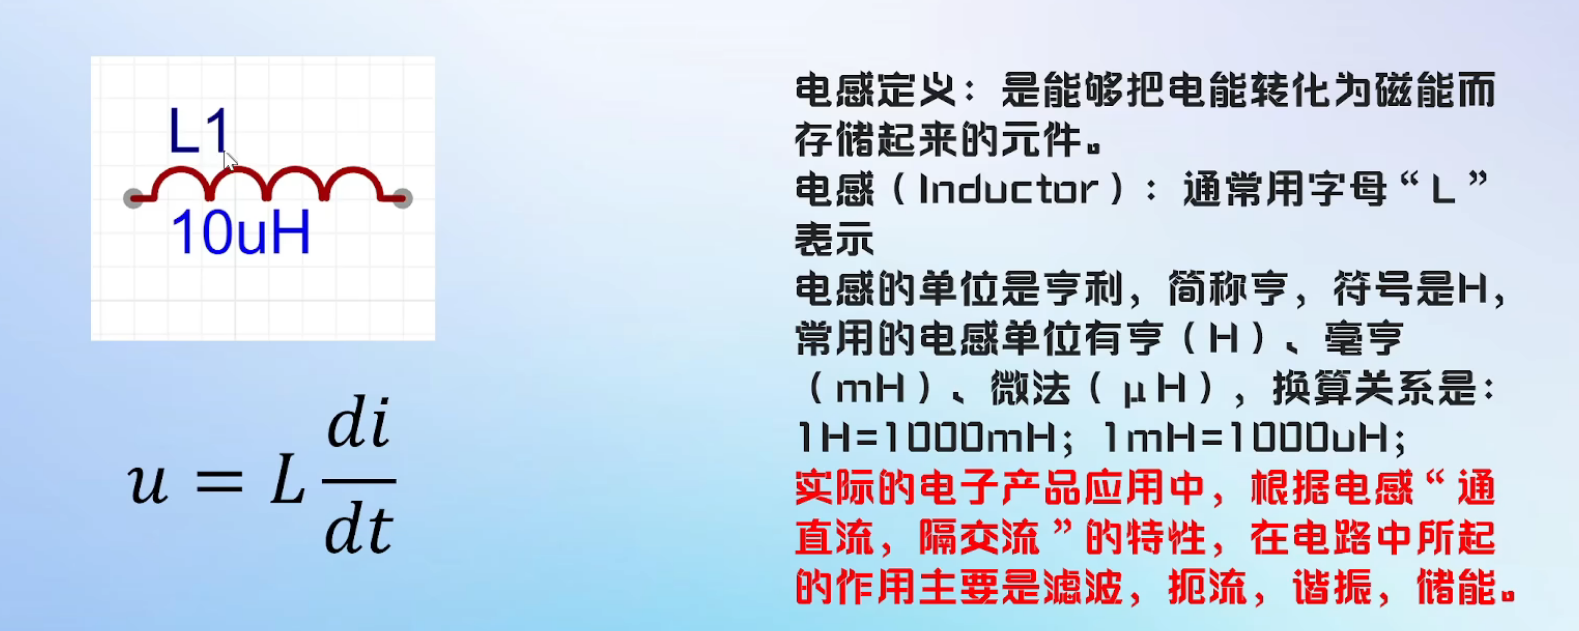 L1
10uH
u = L di/dt
电感定义：是能够把电能转化为磁能而
存储起来的元件。
电感（Inductor）：通常用字母“L”
表示
电感的单位是亨利，简称亨，符号是H，
常用的电感单位有亨（H）、毫亨
（mH）、微法（μH），换算关系是：
1H=1000mH；1mH=1000uH；
实际的电子产品应用中，根据电感“通
直流，隔交流”的特性，在电路中所起
的作用主要是滤波，扼流，谐振，储能。